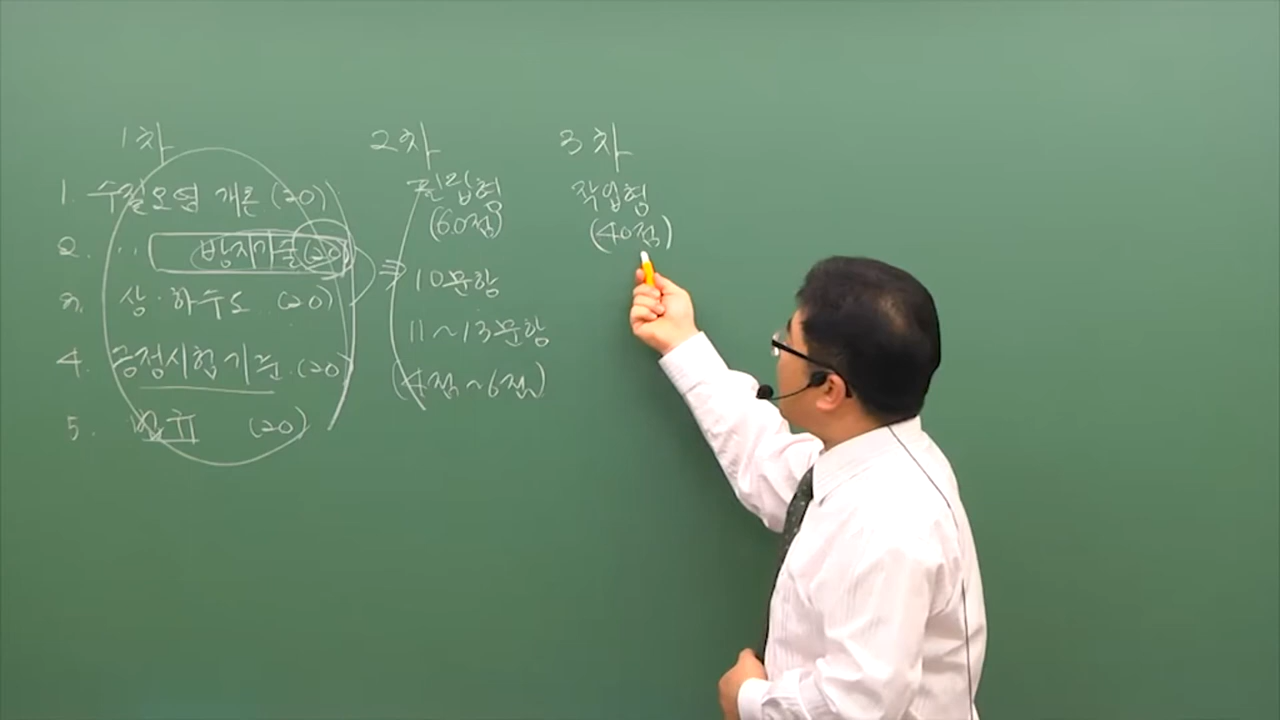 1차
1. 수질오염 개론 (20)
2. 〃 방지기술 (20)
3. 상·하수도 (20)
4. 공정시험기준 (20)
5. 법규 (20)
2차
필답형
(60점)
10문항
11~13문항
(4점~6점)
3차
작업형
(40점)